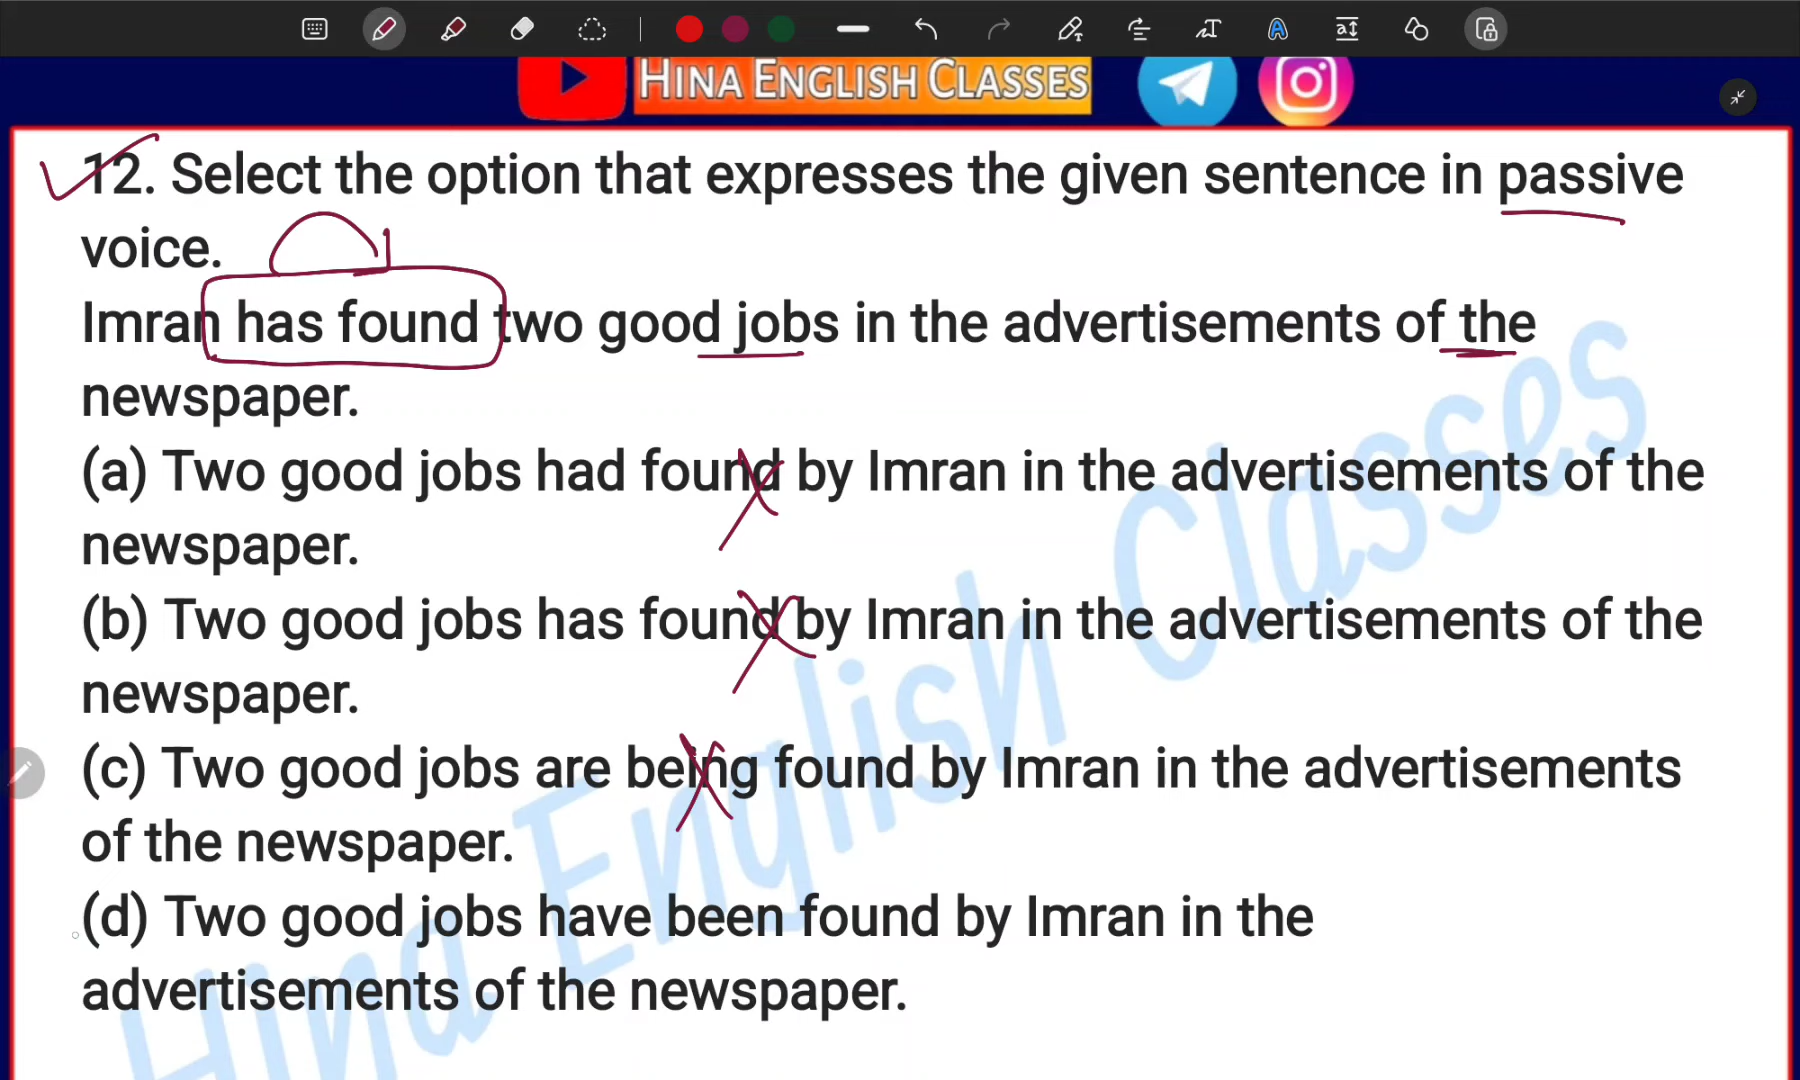 HINA ENGLISH CLASSES
12. Select the option that expresses the given sentence in passive
voice.
Imran has found two good jobs in the advertisements of the
newspaper.
(a) Two good jobs had found by Imran in the advertisements of the
newspaper.
(b) Two good jobs has found by Imran in the advertisements of the
newspaper.
(c) Two good jobs are being found by Imran in the advertisements
of the newspaper.
(d) Two good jobs have been found by Imran in the
advertisements of the newspaper.
Hina English Classes